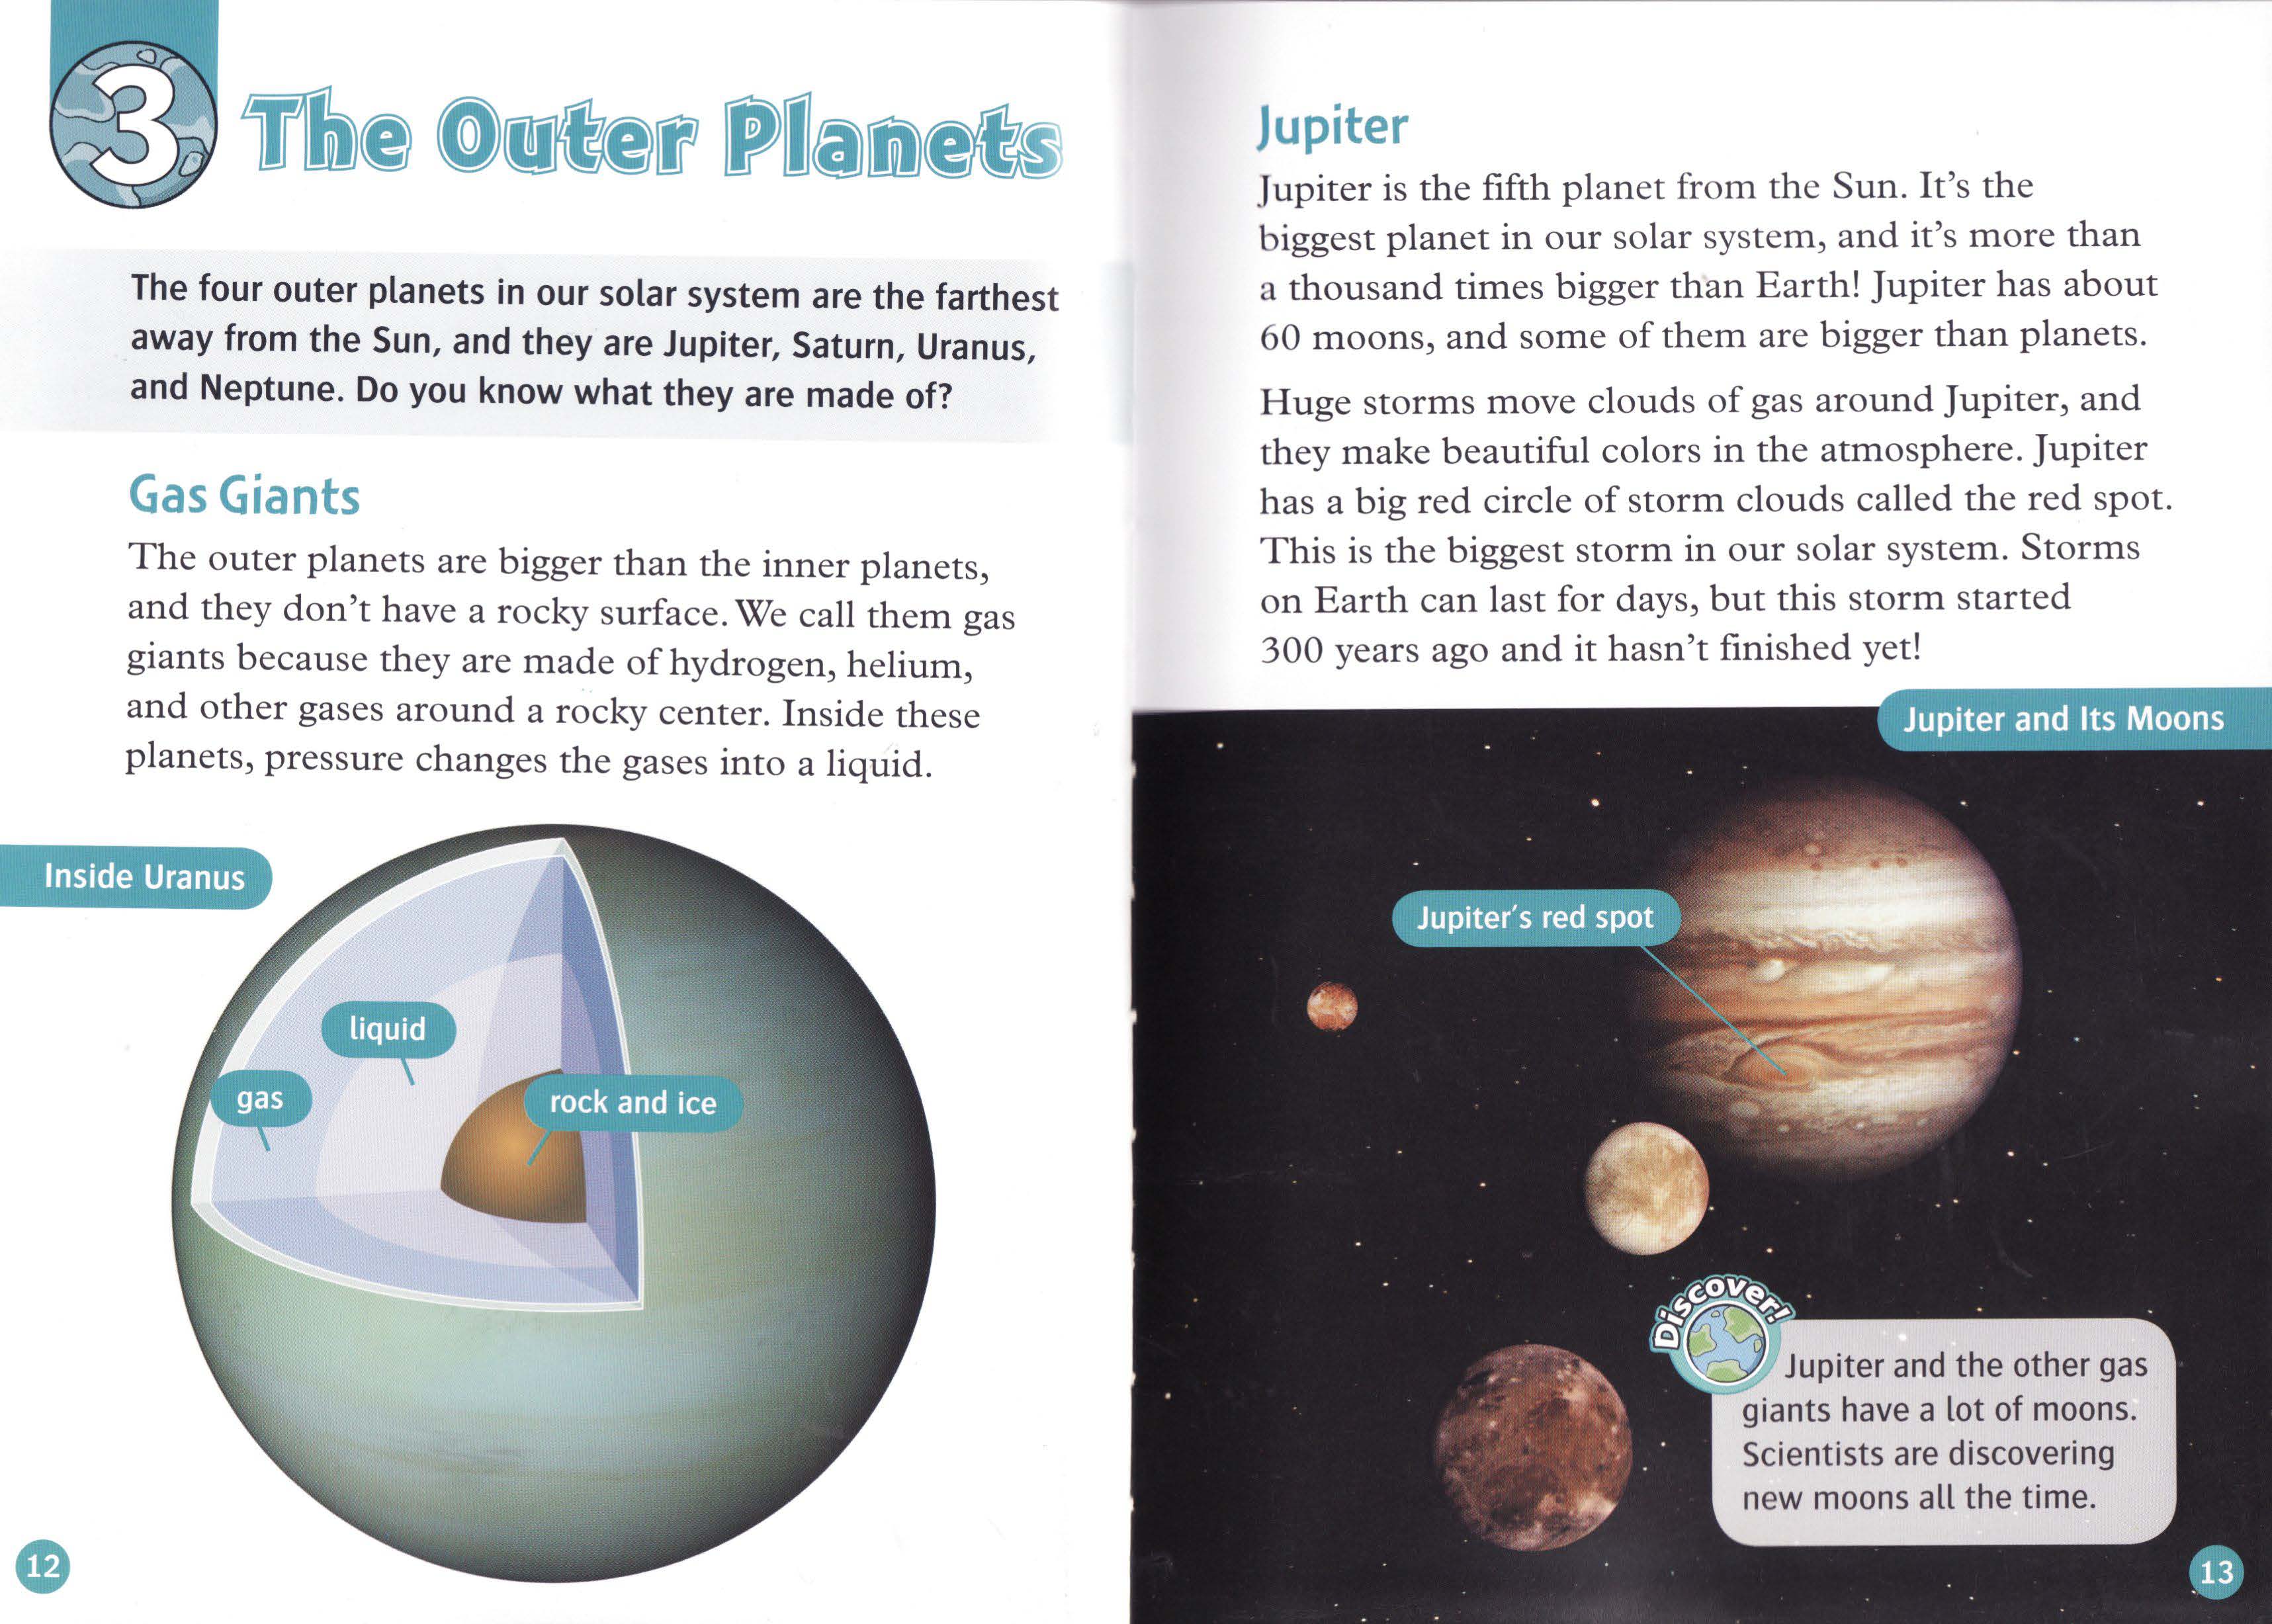 3
The Outer Planets
The four outer planets in our solar system are the farthest
away from the Sun, and they are Jupiter, Saturn, Uranus,
and Neptune. Do you know what they are made of?
Gas Giants
The outer planets are bigger than the inner planets,
and they don't have a rocky surface. We call them gas
giants because they are made of hydrogen, helium,
and other gases around a rocky center. Inside these
planets, pressure changes the gases into a liquid.
Inside Uranus
liquid
gas
rock and ice
12
Jupiter
Jupiter is the fifth planet from the Sun. It's the
biggest planet in our solar system, and it's more than
a thousand times bigger than Earth! Jupiter has about
60 moons, and some of them are bigger than planets.
Huge storms move clouds of gas around Jupiter, and
they make beautiful colors in the atmosphere. Jupiter
has a big red circle of storm clouds called the red spot.
This is the biggest storm in our solar system. Storms
on Earth can last for days, but this storm started
300 years ago and it hasn't finished yet!
Jupiter and Its Moons
Jupiter's red spot
Discover!
Jupiter and the other gas
giants have a lot of moons.
Scientists are discovering
new moons all the time.
13